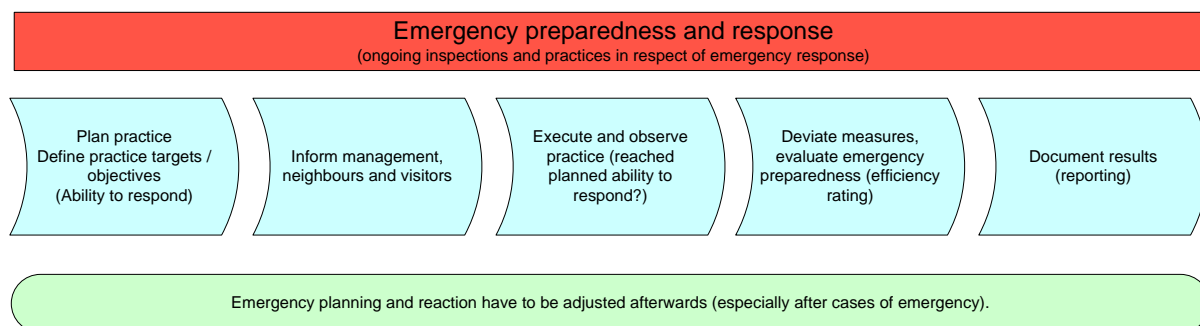 Emergency preparedness and response
(ongoing inspections and practices in respect of emergency response)
Plan practice
Define practice targets /
objectives
(Ability to respond)
Inform management,
neighbours and visitors
Execute and observe
practice (reached
planned ability to
respond?)
Deviate measures,
evaluate emergency
preparedness (efficiency
rating)
Document results
(reporting)
Emergency planning and reaction have to be adjusted afterwards (especially after cases of emergency).